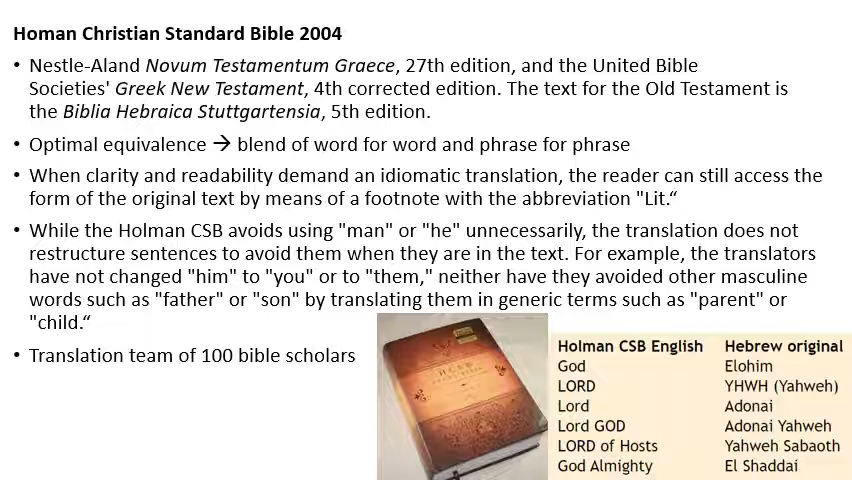 Homan Christian Standard Bible 2004
• Nestle-Aland Novum Testamentum Graece, 27th edition, and the United Bible
Societies' Greek New Testament, 4th corrected edition. The text for the Old Testament is
the Biblia Hebraica Stuttgartensia, 5th edition.
• Optimal equivalence → blend of word for word and phrase for phrase
• When clarity and readability demand an idiomatic translation, the reader can still access the
form of the original text by means of a footnote with the abbreviation "Lit.“
• While the Holman CSB avoids using "man" or "he" unnecessarily, the translation does not
restructure sentences to avoid them when they are in the text. For example, the translators
have not changed "him" to "you" or to "them," neither have they avoided other masculine
words such as "father" or "son" by translating them in generic terms such as "parent" or
"child.“
• Translation team of 100 bible scholars
HCSB
Holman CSB English Hebrew original
God Elohim
LORD YHWH (Yahweh)
Lord Adonai
Lord GOD Adonai Yahweh
LORD of Hosts Yahweh Sabaoth
God Almighty El Shaddai